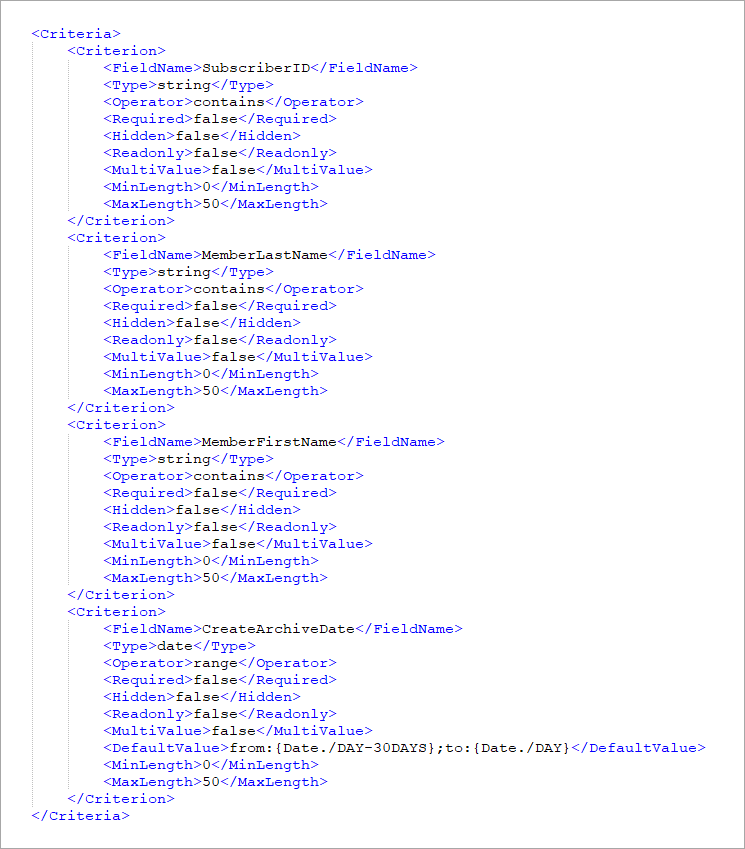 <Criteria>
<Criterion>
<FieldName>SubscriberID</FieldName>
<Type>string</Type>
<Operator>contains</Operator>
<Required>false</Required>
<Hidden>false</Hidden>
<Readonly>false</Readonly>
<MultiValue>false</MultiValue>
<MinLength>0</MinLength>
<MaxLength>50</MaxLength>
</Criterion>
<Criterion>
<FieldName>MemberLastName</FieldName>
<Type>string</Type>
<Operator>contains</Operator>
<Required>false</Required>
<Hidden>false</Hidden>
<Readonly>false</Readonly>
<MultiValue>false</MultiValue>
<MinLength>0</MinLength>
<MaxLength>50</MaxLength>
</Criterion>
<Criterion>
<FieldName>MemberFirstName</FieldName>
<Type>string</Type>
<Operator>contains</Operator>
<Required>false</Required>
<Hidden>false</Hidden>
<Readonly>false</Readonly>
<MultiValue>false</MultiValue>
<MinLength>0</MinLength>
<MaxLength>50</MaxLength>
</Criterion>
<Criterion>
<FieldName>CreateArchiveDate</FieldName>
<Type>date</Type>
<Operator>range</Operator>
<Required>false</Required>
<Hidden>false</Hidden>
<Readonly>false</Readonly>
<MultiValue>false</MultiValue>
<DefaultValue>from:{Date./DAY-30DAYS};to:{Date./DAY}</DefaultValue>
<MinLength>0</MinLength>
<MaxLength>50</MaxLength>
</Criterion>
</Criteria>